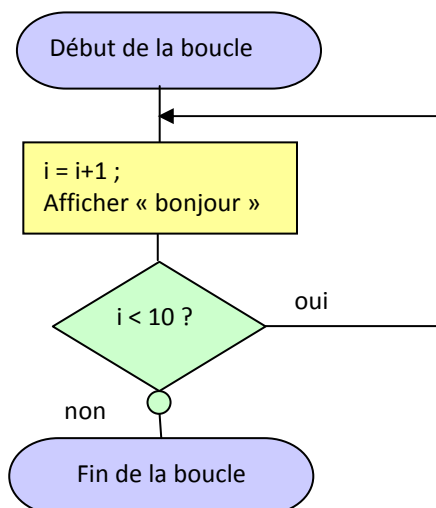 Début de la boucle
i = i+1 ;
Afficher « bonjour »
i < 10 ?
oui
non
Fin de la boucle